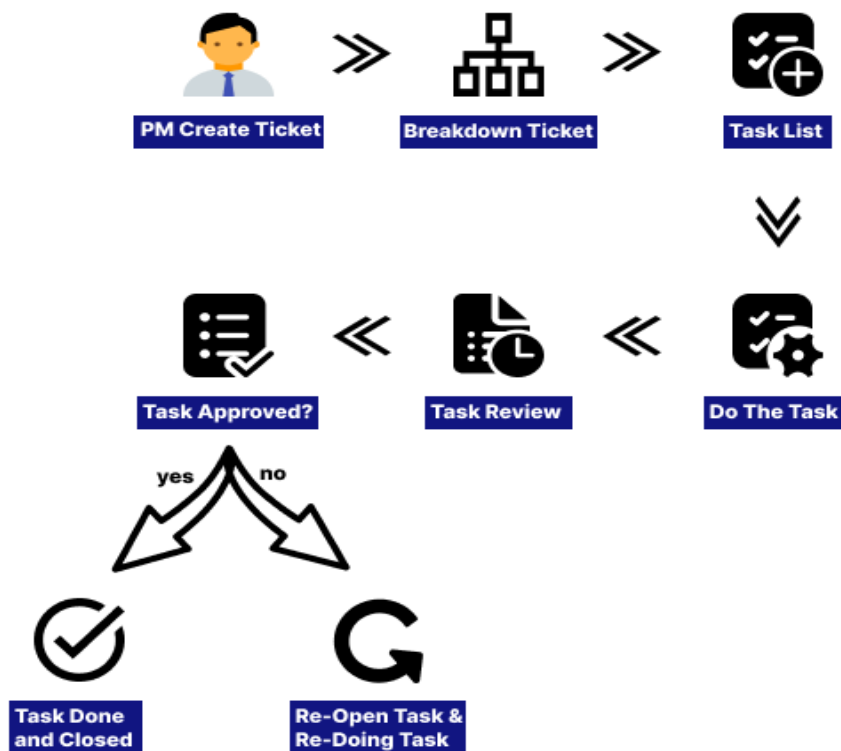 PM Create Ticket
Breakdown Ticket
Task List
Task Approved?
Task Review
Do The Task
yes
no
Task Done
and Closed
Re-Open Task &
Re-Doing Task